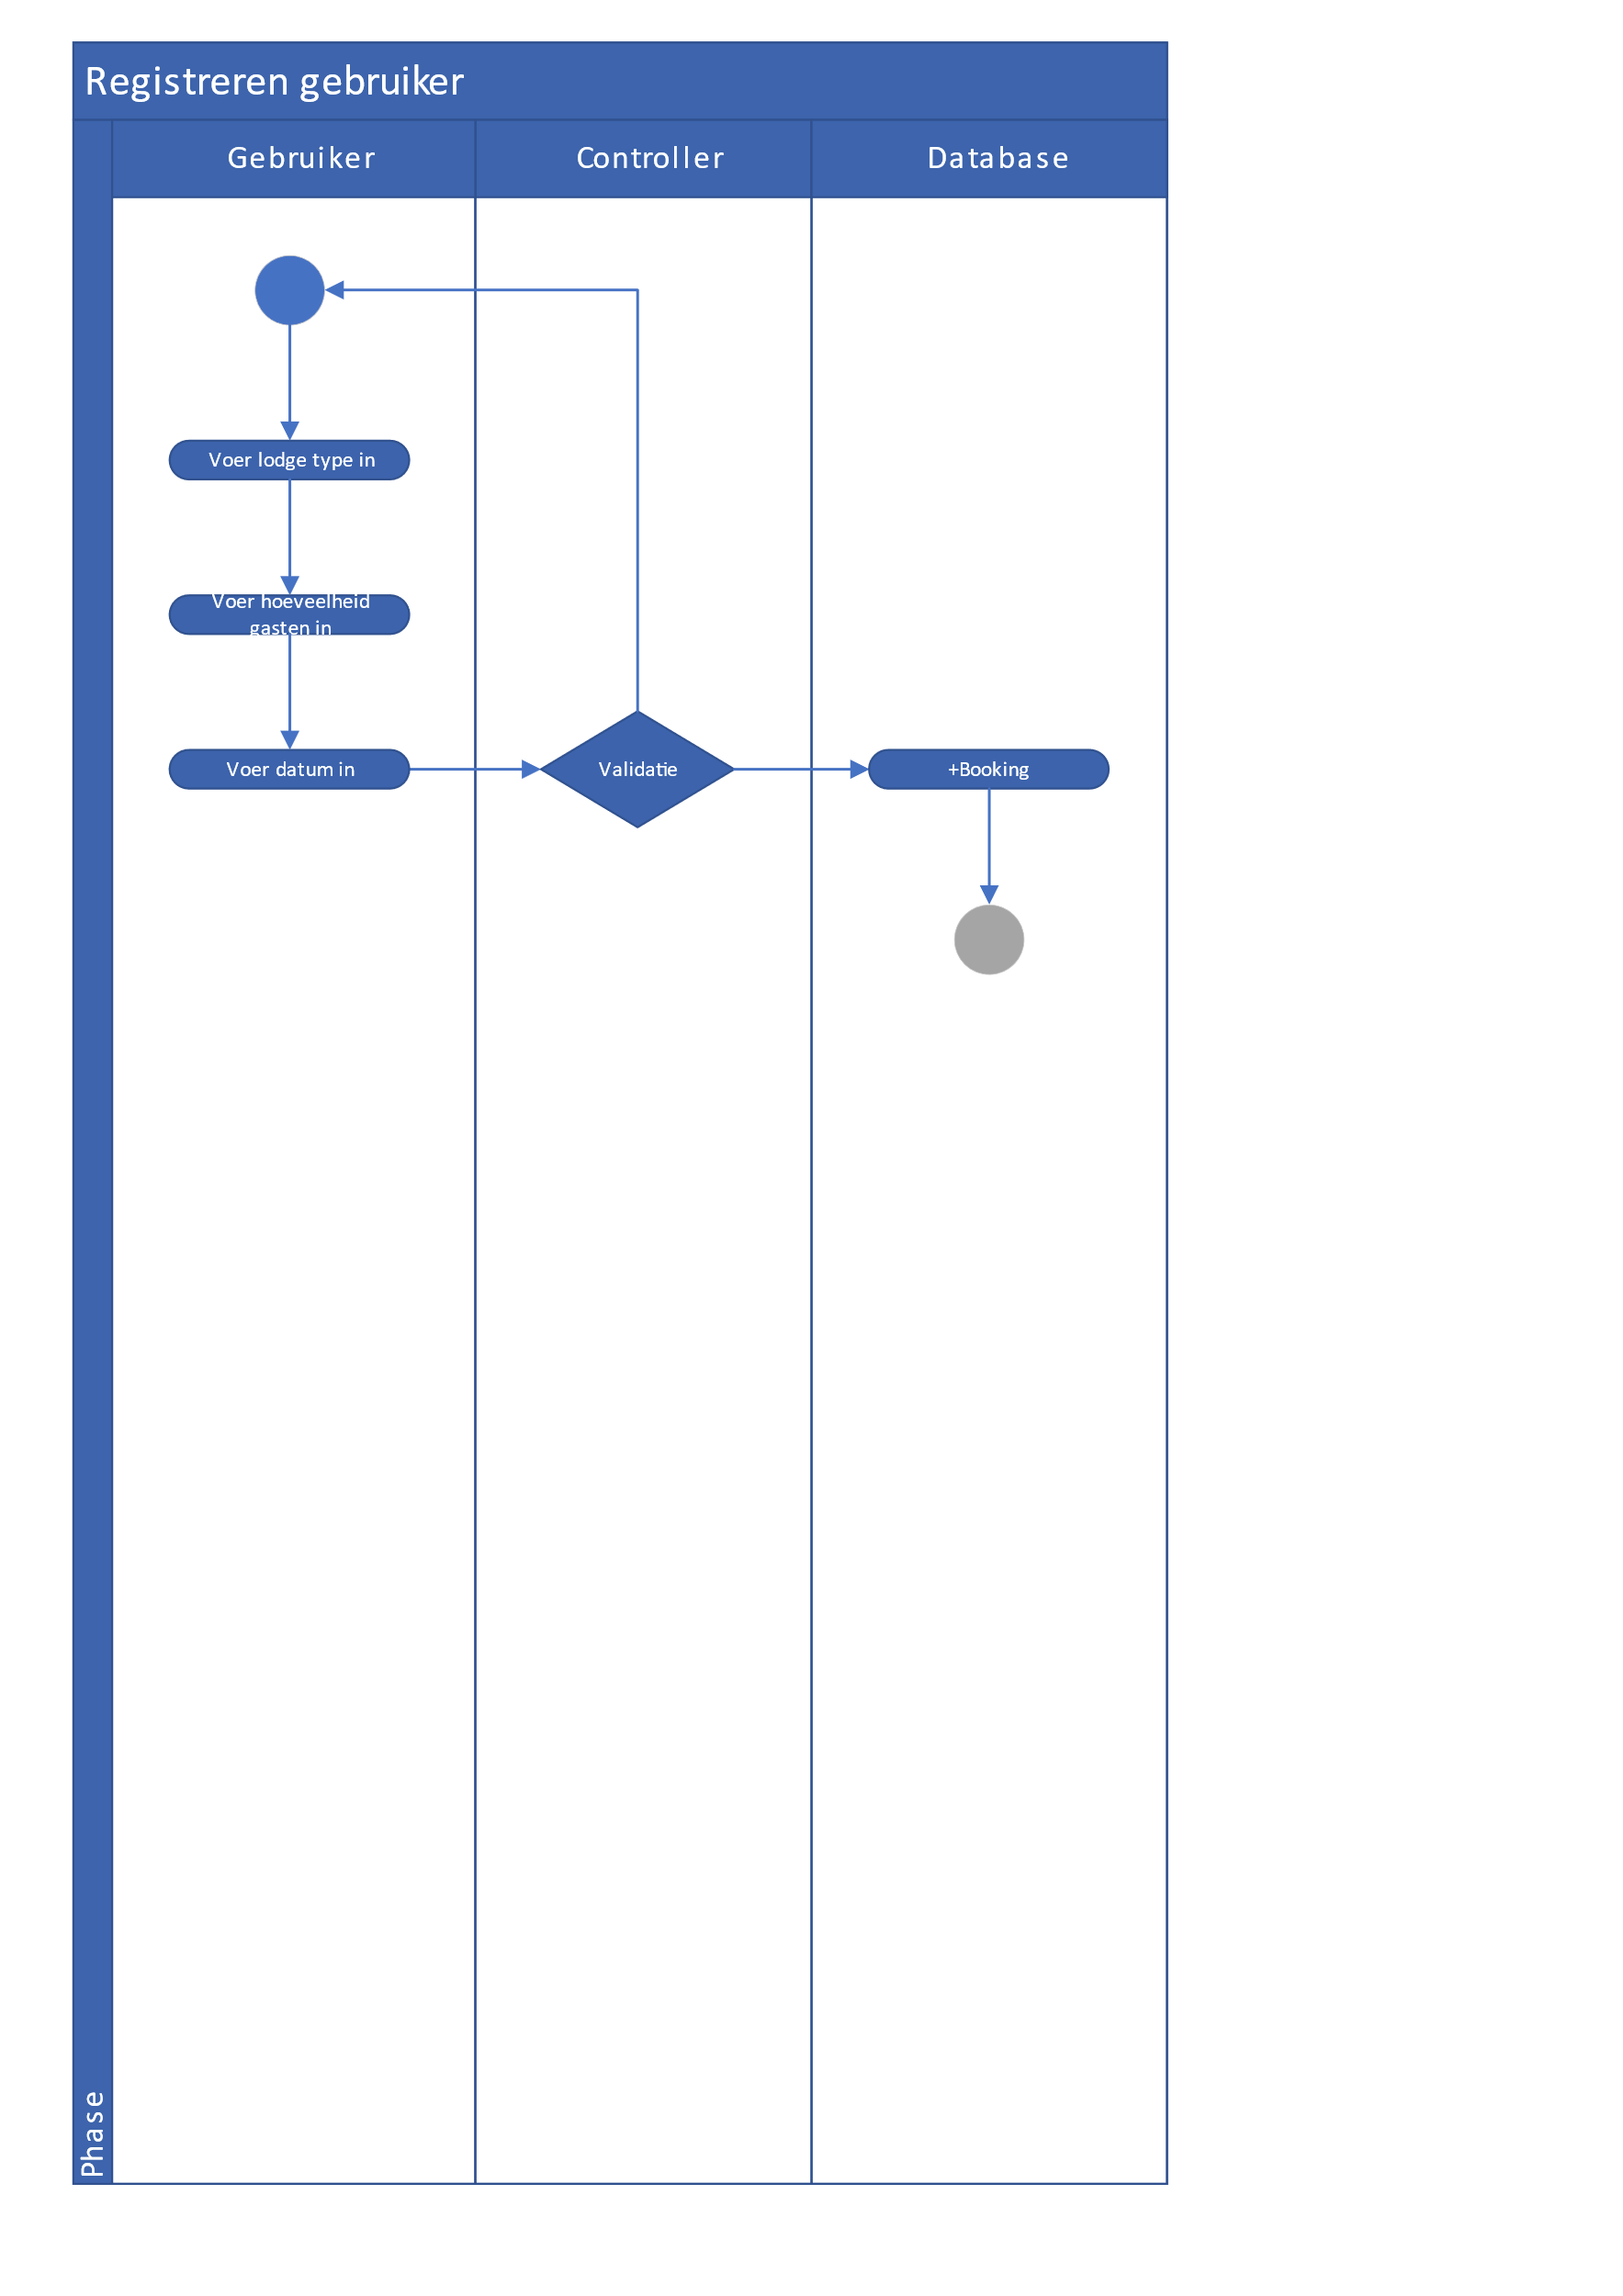 Registreren gebruiker
Gebruiker
Controller
Database
Voer lodge type in
Voer hoeveelheid
gasten in
Voer datum in
Validatie
+Booking
Phase